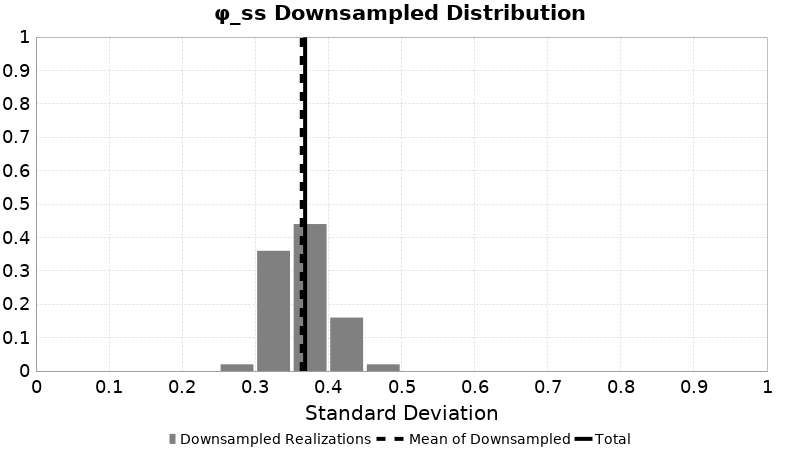 φ_ss Downsampled Distribution
1
0.9
0.8
0.7
0.6
0.5
0.4
0.3
0.2
0.1
0
0 0.1 0.2 0.3 0.4 0.5 0.6 0.7 0.8 0.9 1
Standard Deviation
Downsampled Realizations Mean of Downsampled Total